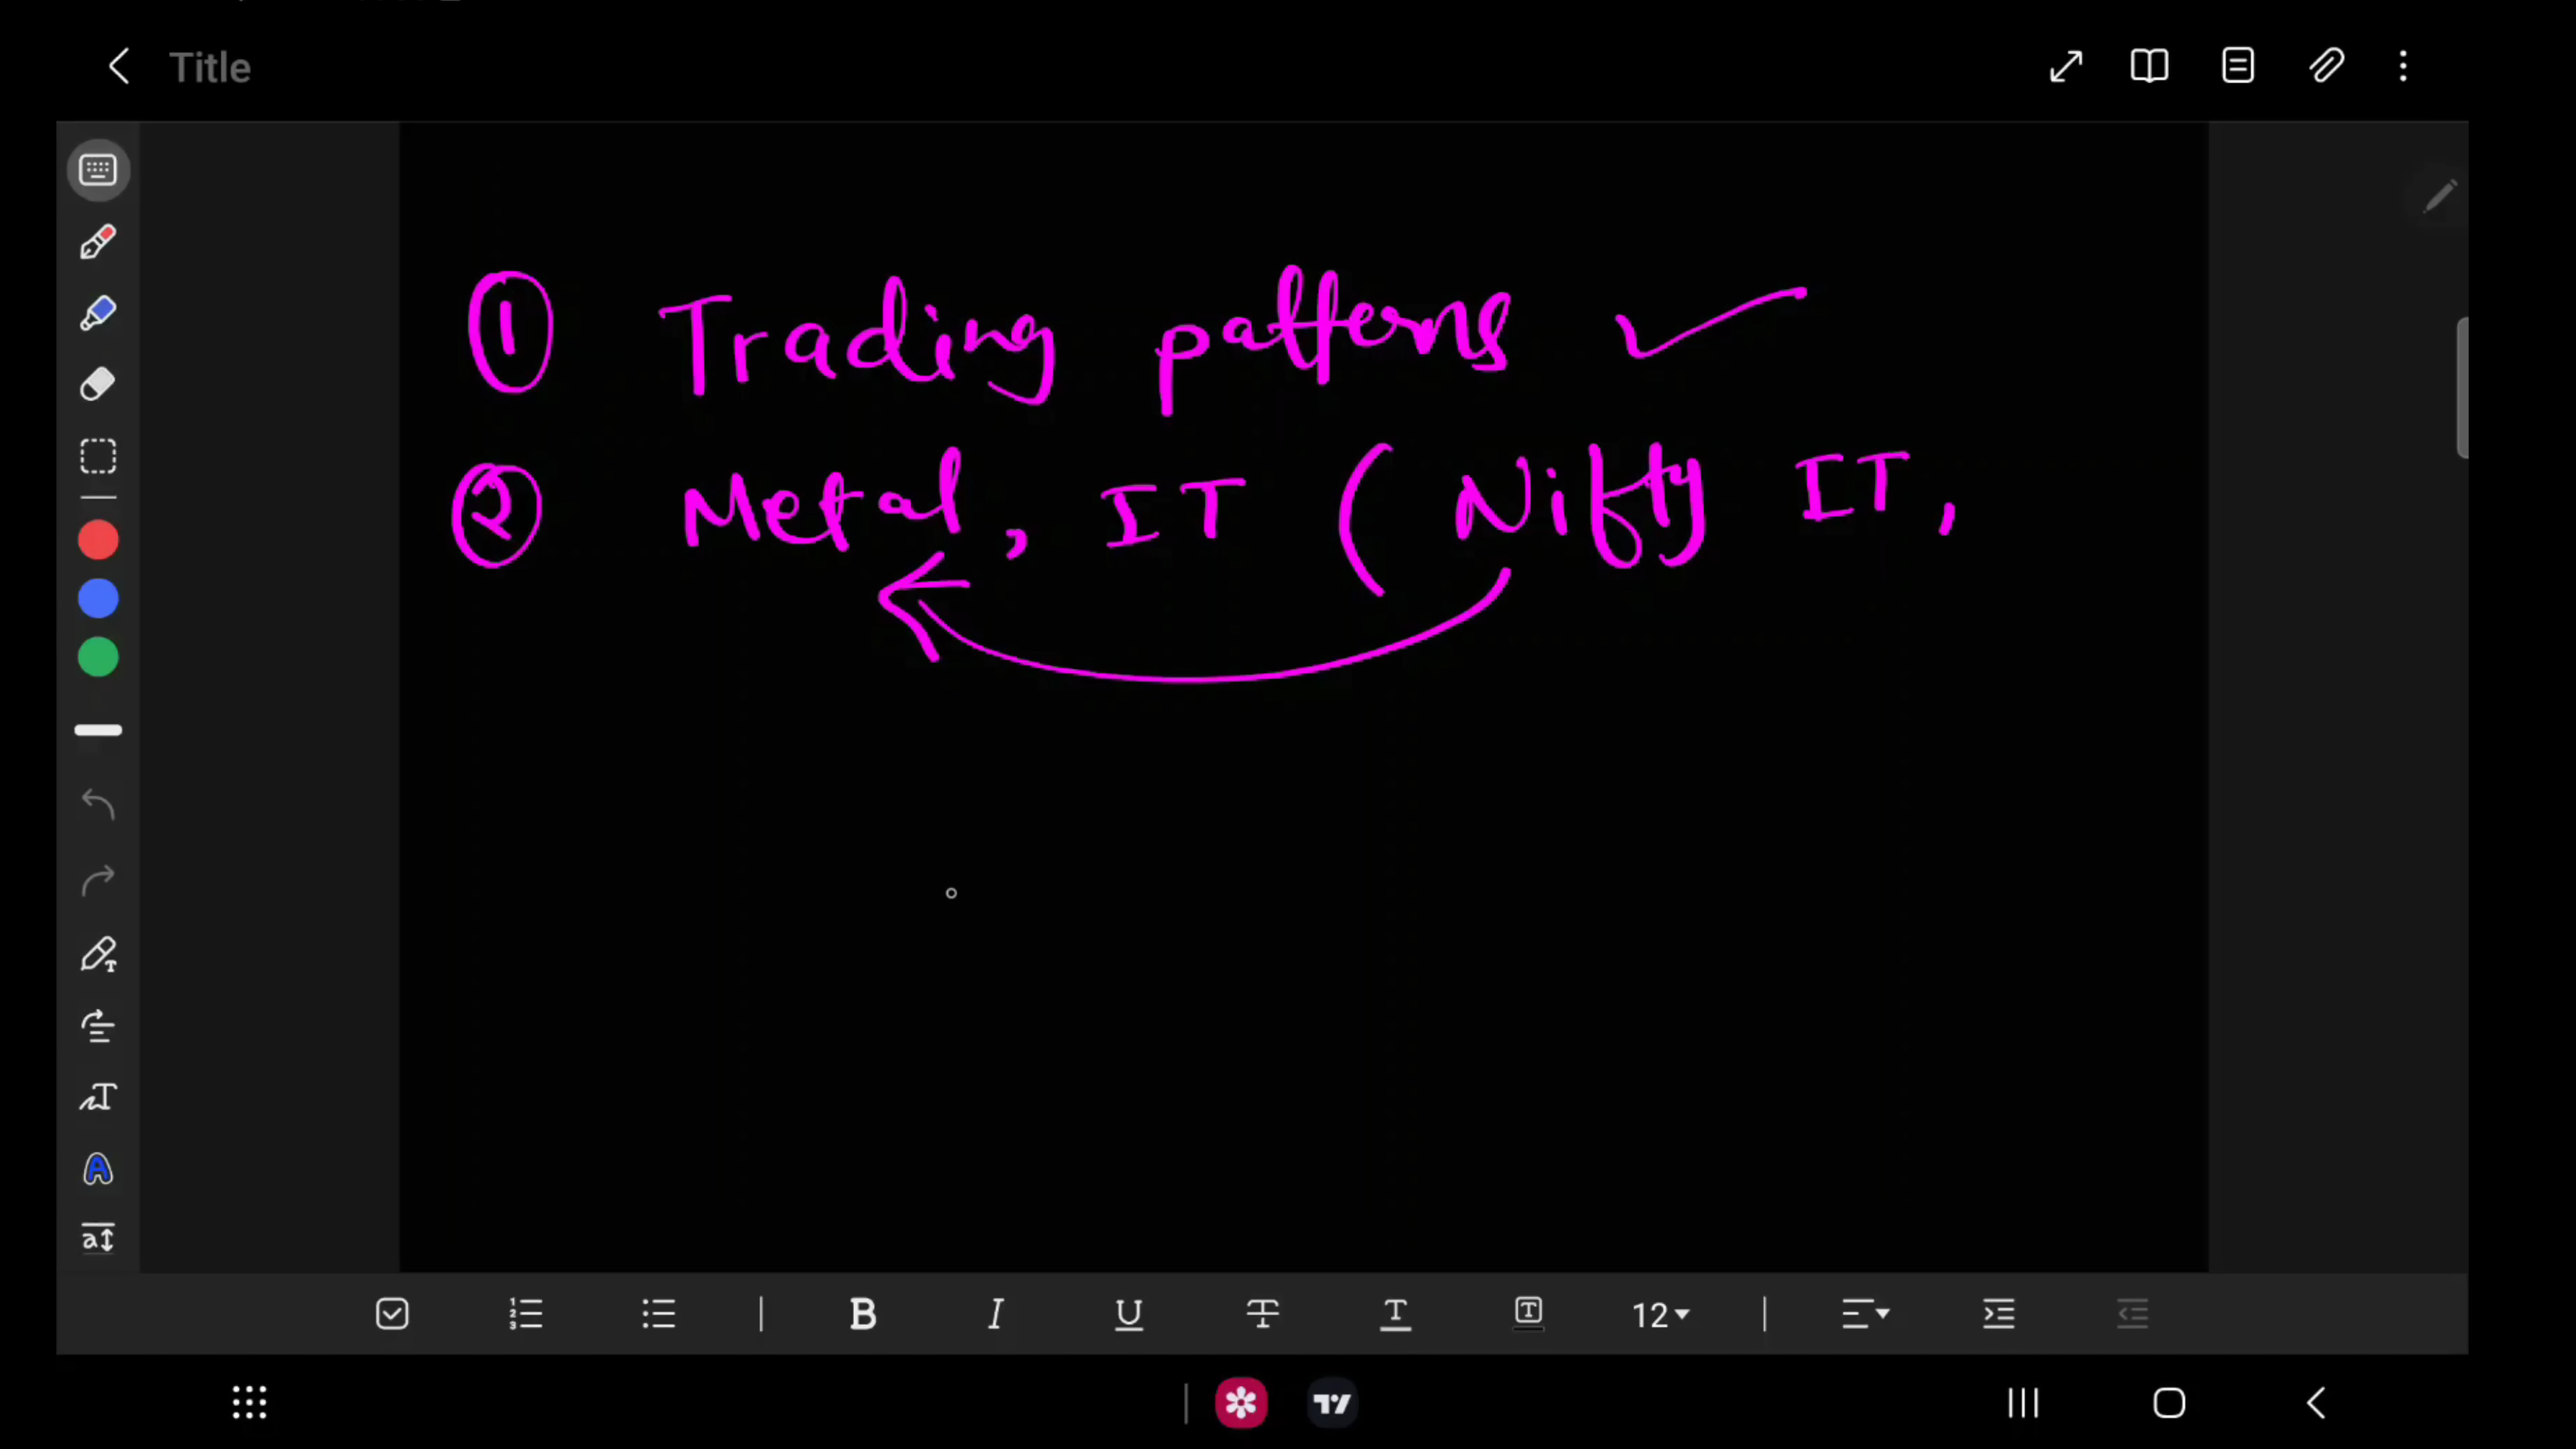 Title
① Trading patterns ✓
② Metal, IT ( Nifty IT,
B I U T T T 12